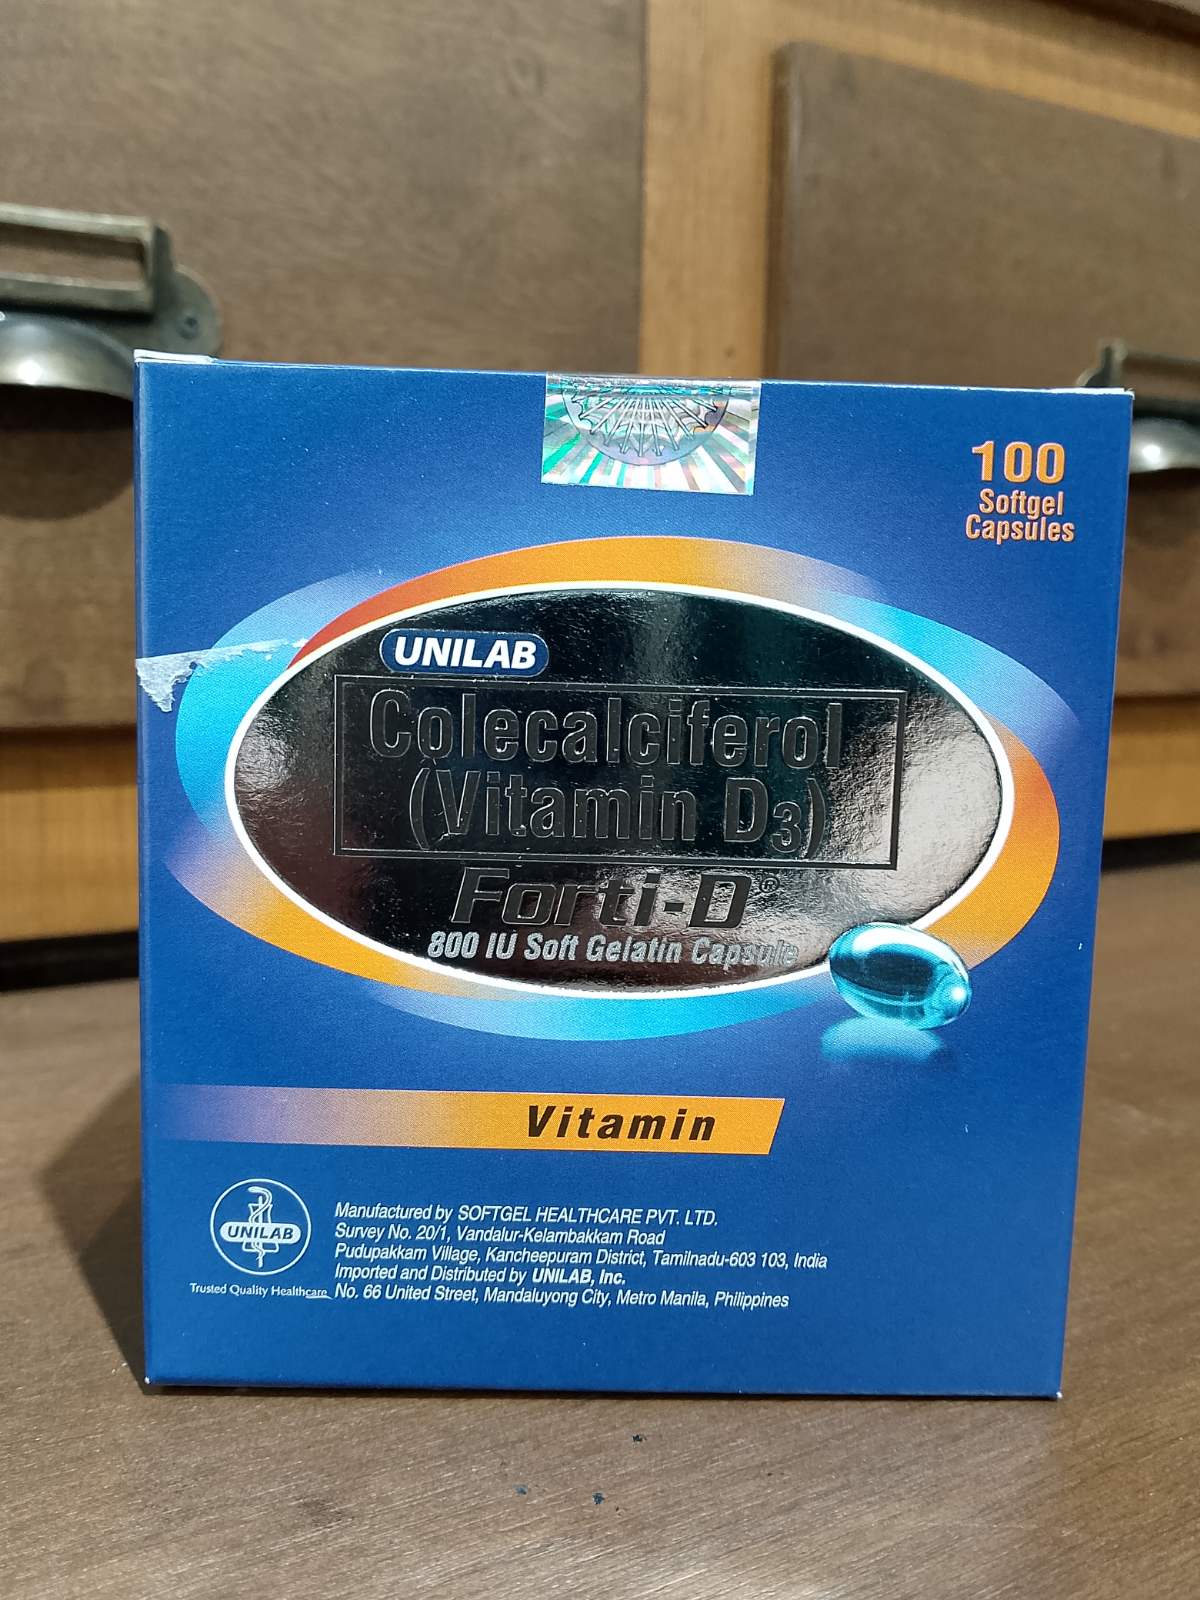 100
Softgel
Capsules
UNILAB
Colecalciferol
(Vitamin D3)
Forti-D®
800 IU Soft Gelatin Capsule
Vitamin
UNILAB
Trusted Quality Healthcare
Manufactured by SOFTGEL HEALTHCARE PVT. LTD.
Survey No. 20/1, Vandalur-Kelambakkam Road
Pudupakkam Village, Kancheepuram District, Tamilnadu-603 103, India
Imported and Distributed by UNILAB, Inc.
No. 66 United Street, Mandaluyong City, Metro Manila, Philippines